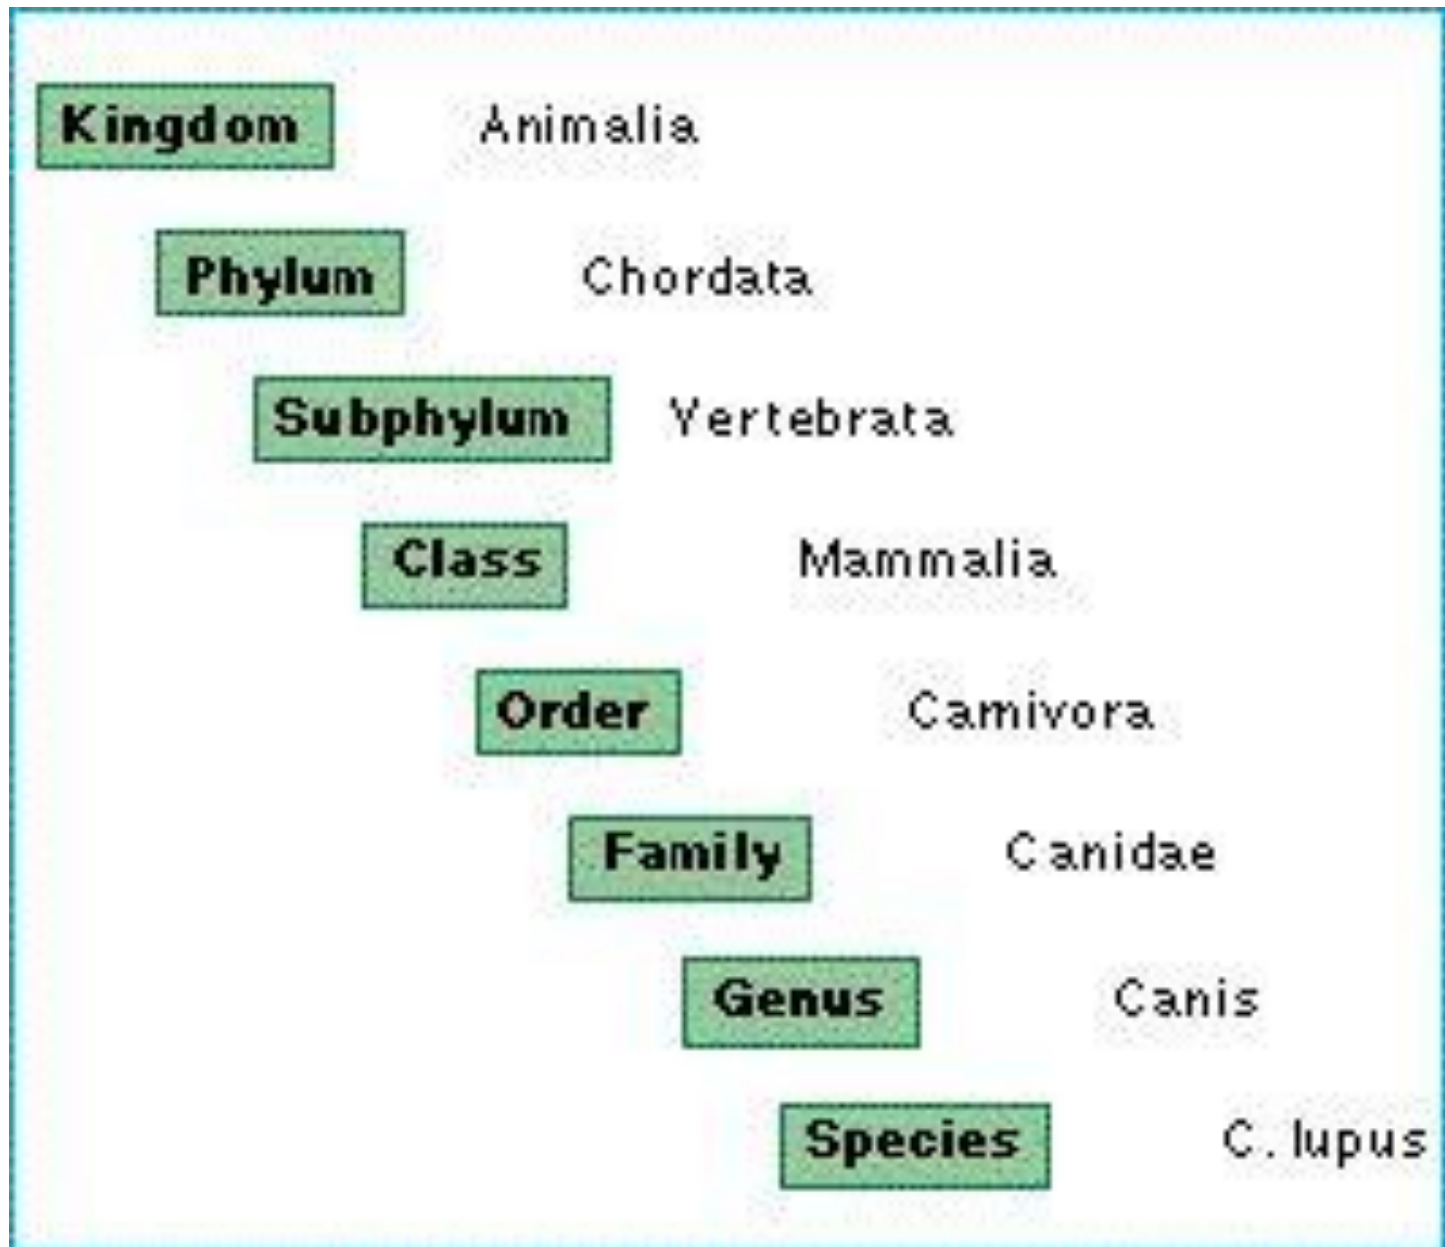 Kingdom Animalia
Phylum Chordata
Subphylum Vertebrata
Class Mammalia
Order Camivora
Family Canidae
Genus Canis
Species C. lupus